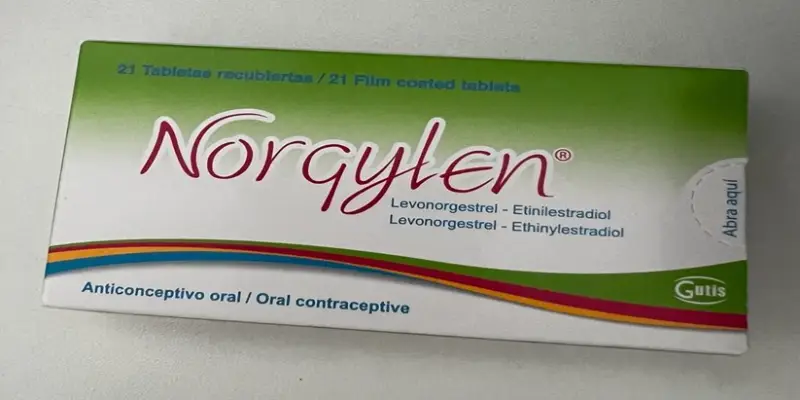 21 Tabletas recubiertas / 21 Film coated tablets
Norgylen®
Levonorgestrel - Etinilestradiol
Levonorgestrel - Ethinylestradiol
Abra aquí
Gutis
Anticonceptivo oral / Oral contraceptive